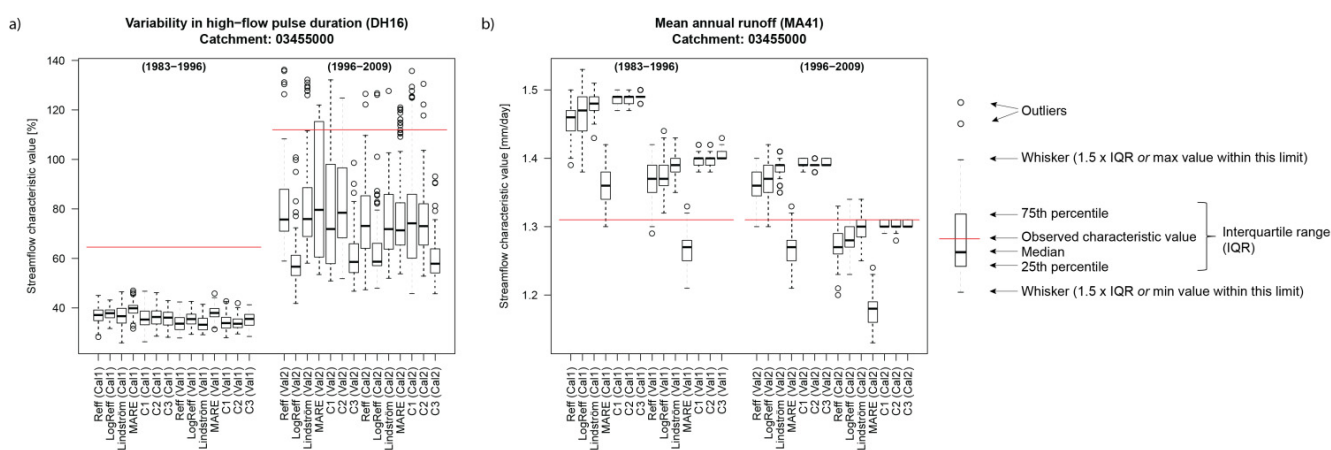 a)
Variability in high−flow pulse duration (DH16)
Catchment: 03455000
(1983−1996)
(1996−2009)
Streamflow characteristic value [%]
140
120
100
80
60
40
Reff (Cal1)
LogReff (Cal1)
Lindström (Cal1)
MARE (Cal1)
C1 (Cal1)
C2 (Cal1)
C3 (Cal1)
Reff (Val1)
LogReff (Val1)
Lindström (Val1)
MARE (Val1)
C1 (Val1)
C2 (Val1)
C3 (Val1)
Reff (Val2)
LogReff (Val2)
Lindström (Val2)
MARE (Val2)
C1 (Val2)
C2 (Val2)
C3 (Val2)
Reff (Cal2)
LogReff (Cal2)
Lindström (Cal2)
MARE (Cal2)
C1 (Cal2)
C2 (Cal2)
C3 (Cal2)
b)
Mean annual runoff (MA41)
Catchment: 03455000
(1983−1996)
(1996−2009)
Streamflow characteristic value [mm/day]
1.5
1.4
1.3
1.2
Reff (Cal1)
LogReff (Cal1)
Lindström (Cal1)
MARE (Cal1)
C1 (Cal1)
C2 (Cal1)
C3 (Cal1)
Reff (Val1)
LogReff (Val1)
Lindström (Val1)
MARE (Val1)
C1 (Val1)
C2 (Val1)
C3 (Val1)
Reff (Val2)
LogReff (Val2)
Lindström (Val2)
MARE (Val2)
C1 (Val2)
C2 (Val2)
C3 (Val2)
Reff (Cal2)
LogReff (Cal2)
Lindström (Cal2)
MARE (Cal2)
C1 (Cal2)
C2 (Cal2)
C3 (Cal2)
Outliers
Whisker (1.5 x IQR or max value within this limit)
75th percentile
Observed characteristic value
Median
25th percentile
Interquartile range
(IQR)
Whisker (1.5 x IQR or min value within this limit)